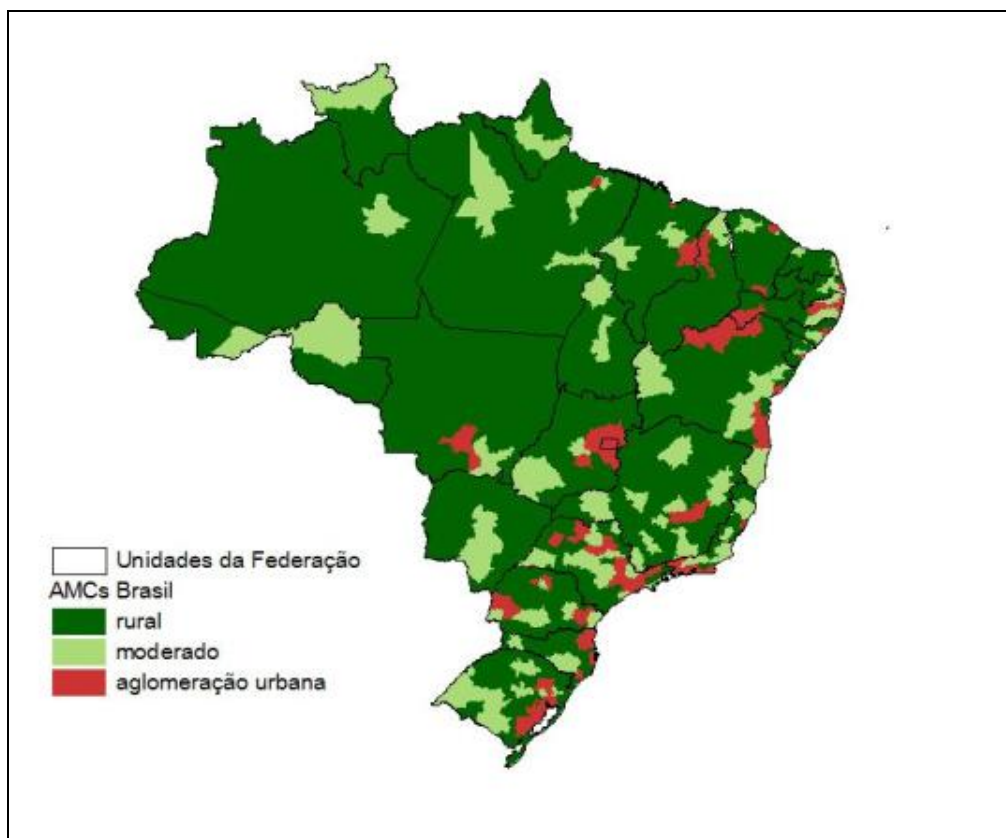 Unidades da Federação
AMCs Brasil
rural
moderado
aglomeração urbana